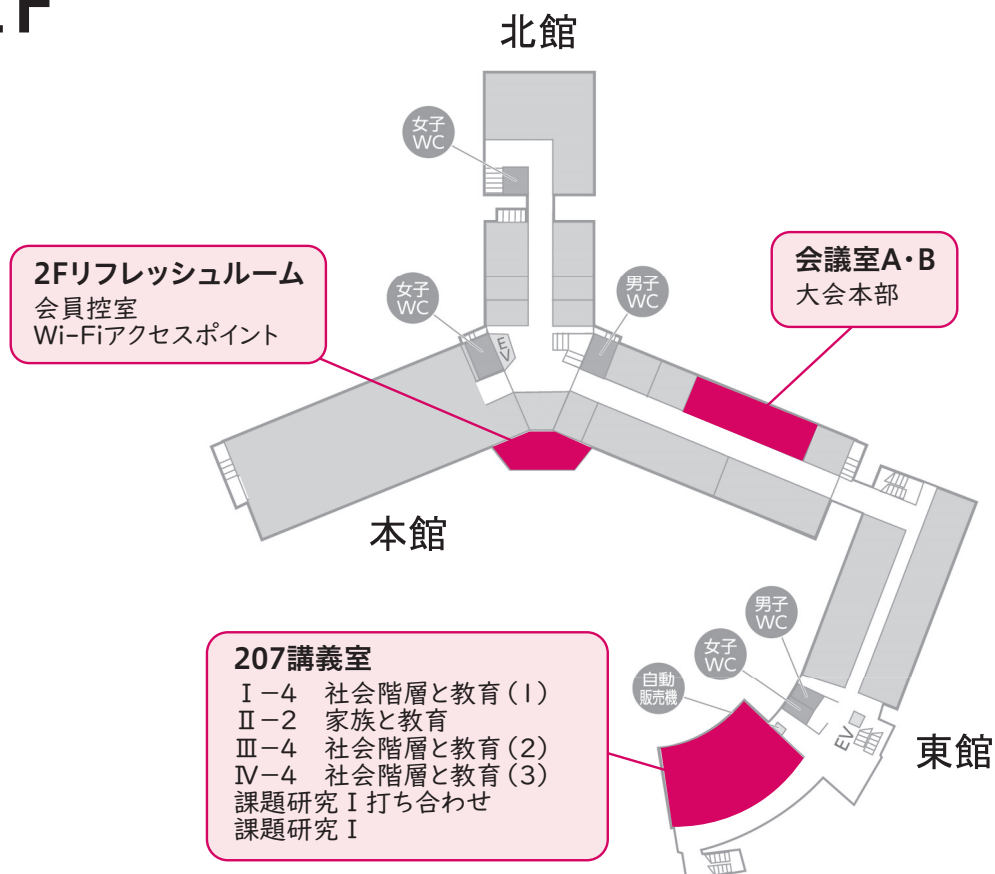 F
北館
女子
WC
2Fリフレッシュルーム
会員控室
Wi-Fiアクセスポイント
女子
WC
男子
WC
会議室A・B
大会本部
EV
本館
207講義室
Ⅰ-4 社会階層と教育(1)
Ⅱ-2 家族と教育
Ⅲ-4 社会階層と教育(2)
Ⅳ-4 社会階層と教育(3)
課題研究Ⅰ打ち合わせ
課題研究Ⅰ
男子
WC
女子
WC
自動
販売機
EV
東館